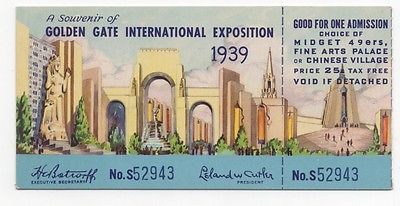 A Souvenir of
GOLDEN GATE INTERNATIONAL EXPOSITION
1939
EXECUTIVE SECRETARY
No.S52943
Leland W. Cutler
PRESIDENT
GOOD FOR ONE ADMISSION
CHOICE OF
MIDGET 49ers,
FINE ARTS PALACE
OR CHINESE VILLAGE
PRICE 25¢ TAX FREE
VOID IF DETACHED
No.S52943